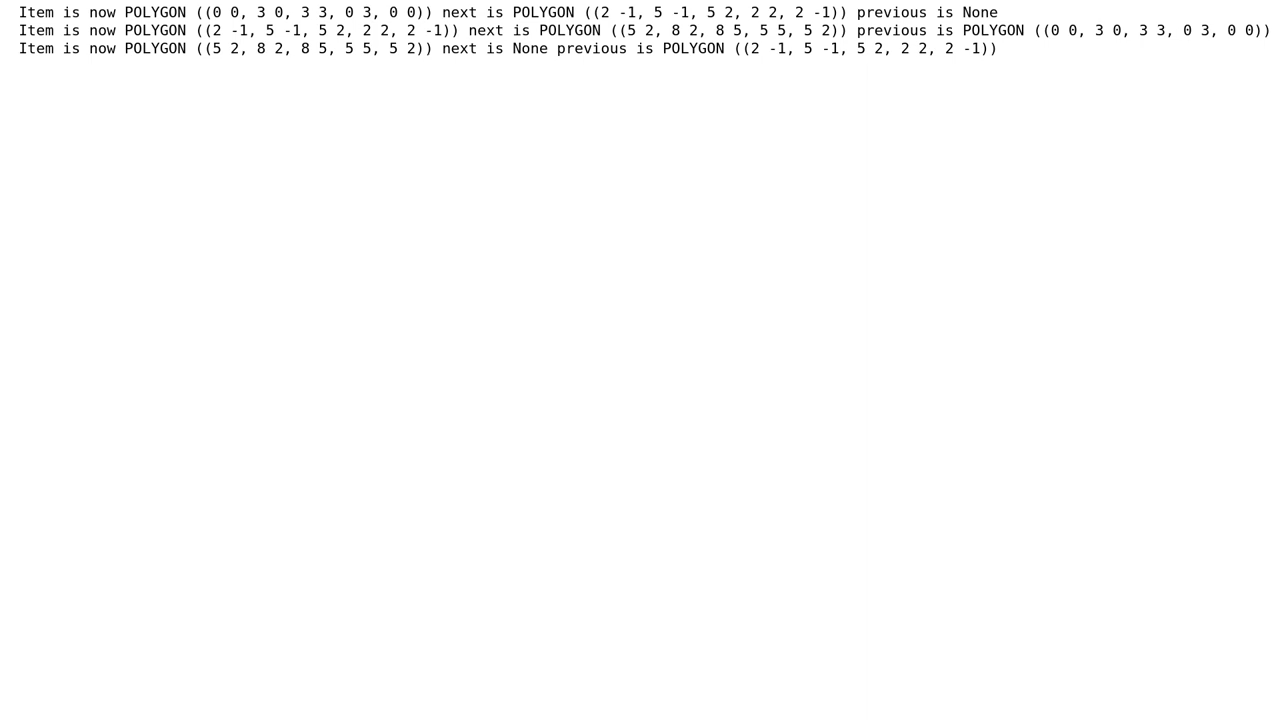 Item is now POLYGON ((0 0, 3 0, 3 3, 0 3, 0 0)) next is POLYGON ((2 -1, 5 -1, 5 2, 2 2, 2 -1)) previous is None
Item is now POLYGON ((2 -1, 5 -1, 5 2, 2 2, 2 -1)) next is POLYGON ((5 2, 8 2, 8 5, 5 5, 5 2)) previous is POLYGON ((0 0, 3 0, 3 3, 0 3, 0 0))
Item is now POLYGON ((5 2, 8 2, 8 5, 5 5, 5 2)) next is None previous is POLYGON ((2 -1, 5 -1, 5 2, 2 2, 2 -1))